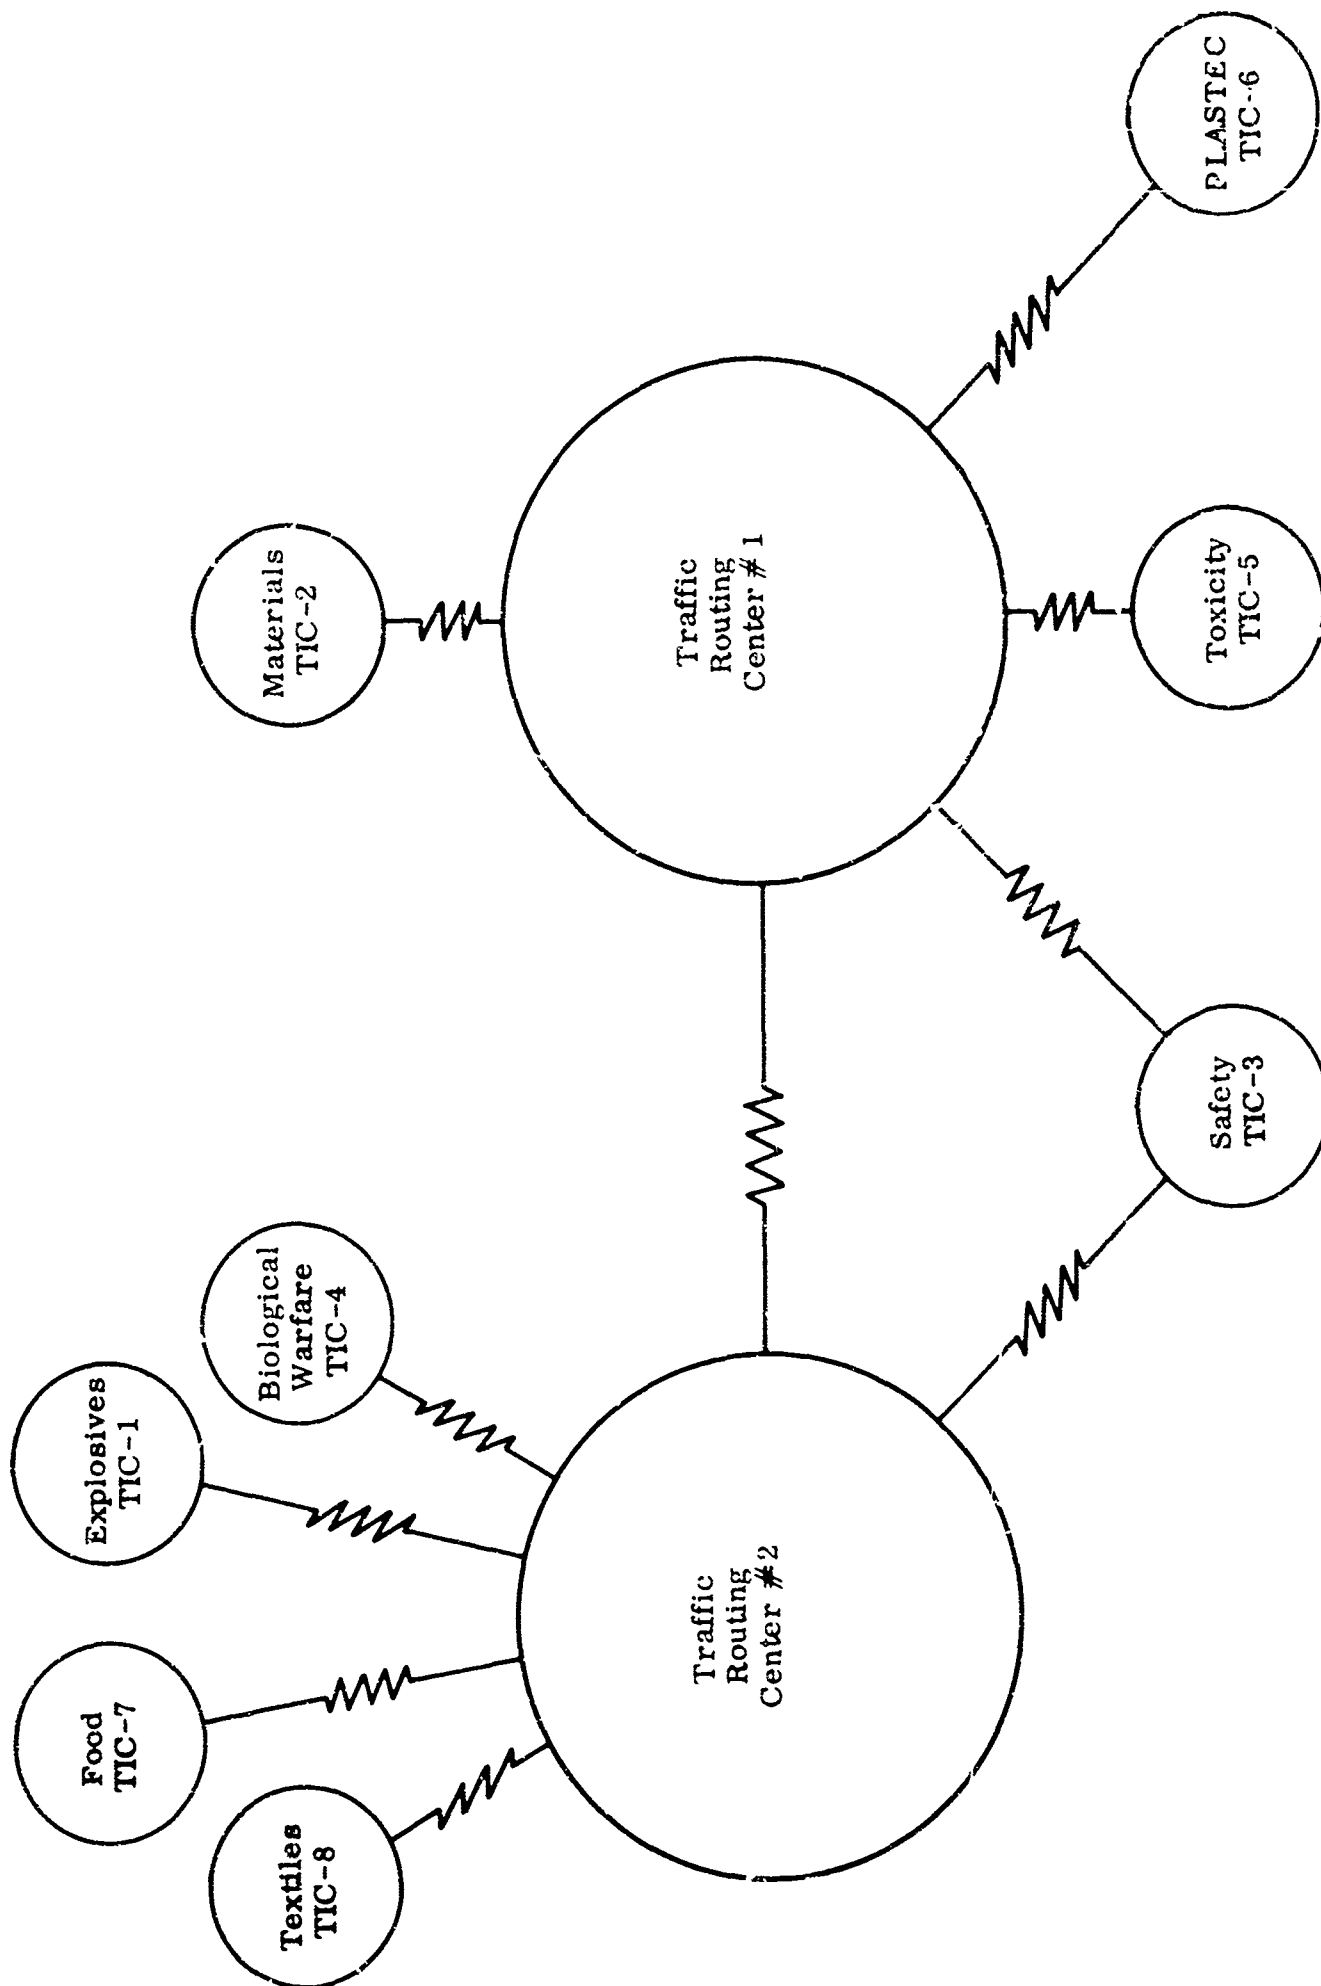 Textiles
TIC-8
Food
TIC-7
Explosives
TIC-1
Biological
Warfare
TIC-4
Materials
TIC-2
Traffic
Routing
Center #2
Traffic
Routing
Center #1
Safety
TIC-3
Toxicity
TIC-5
PLASTEC
TIC-6